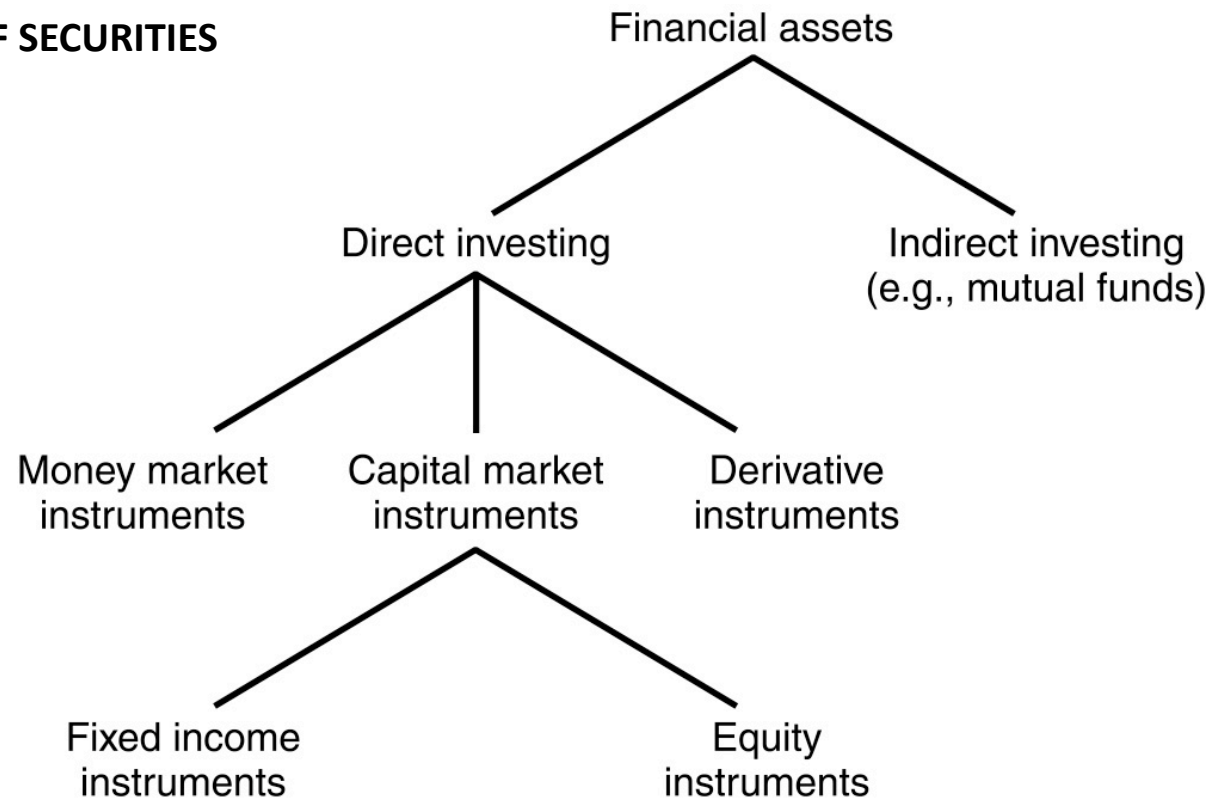 F SECURITIES
Financial assets
Direct investing
Indirect investing
(e.g., mutual funds)
Money market
instruments
Capital market
instruments
Derivative
instruments
Fixed income
instruments
Equity
instruments